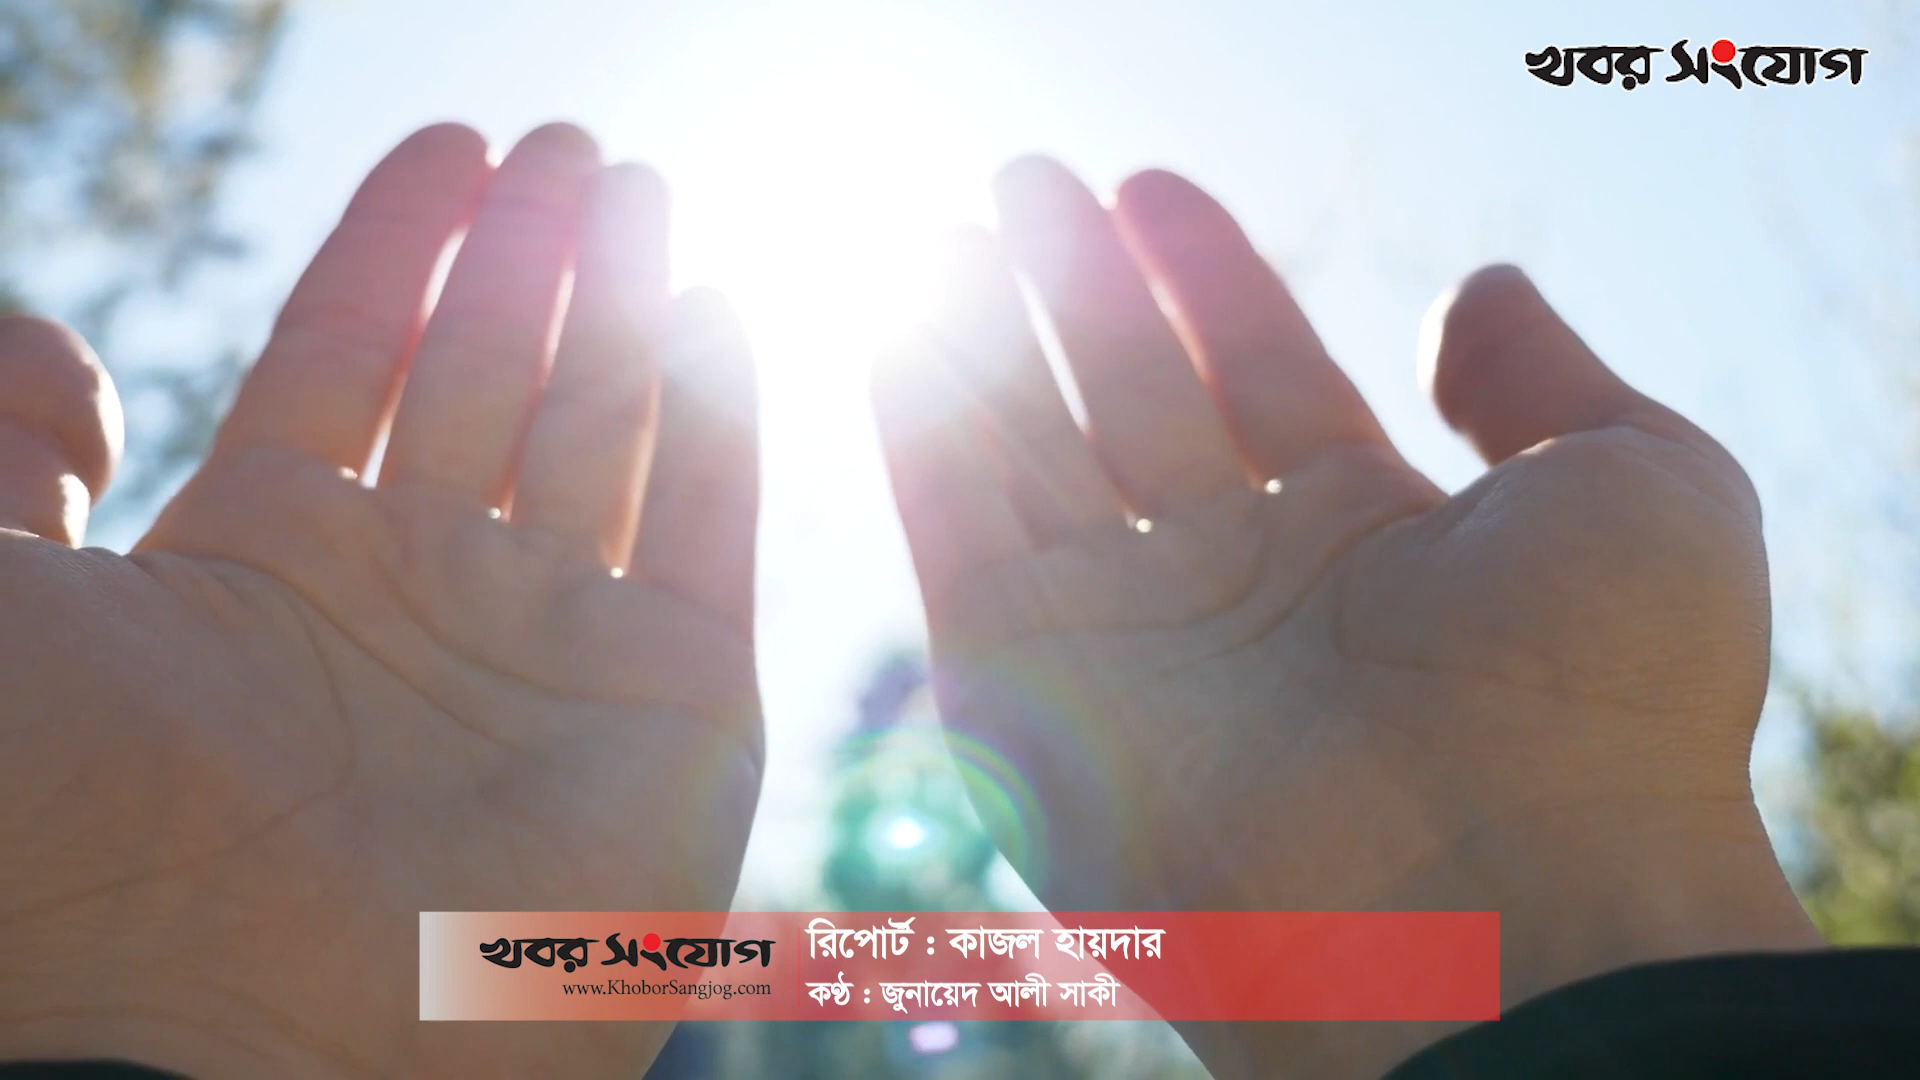 খবর সংযোগ
খবর সংযোগ
www.KhoborSangjog.com
রিপোর্ট : কাজল হায়দার
কণ্ঠ : জুনায়েদ আলী সাকী